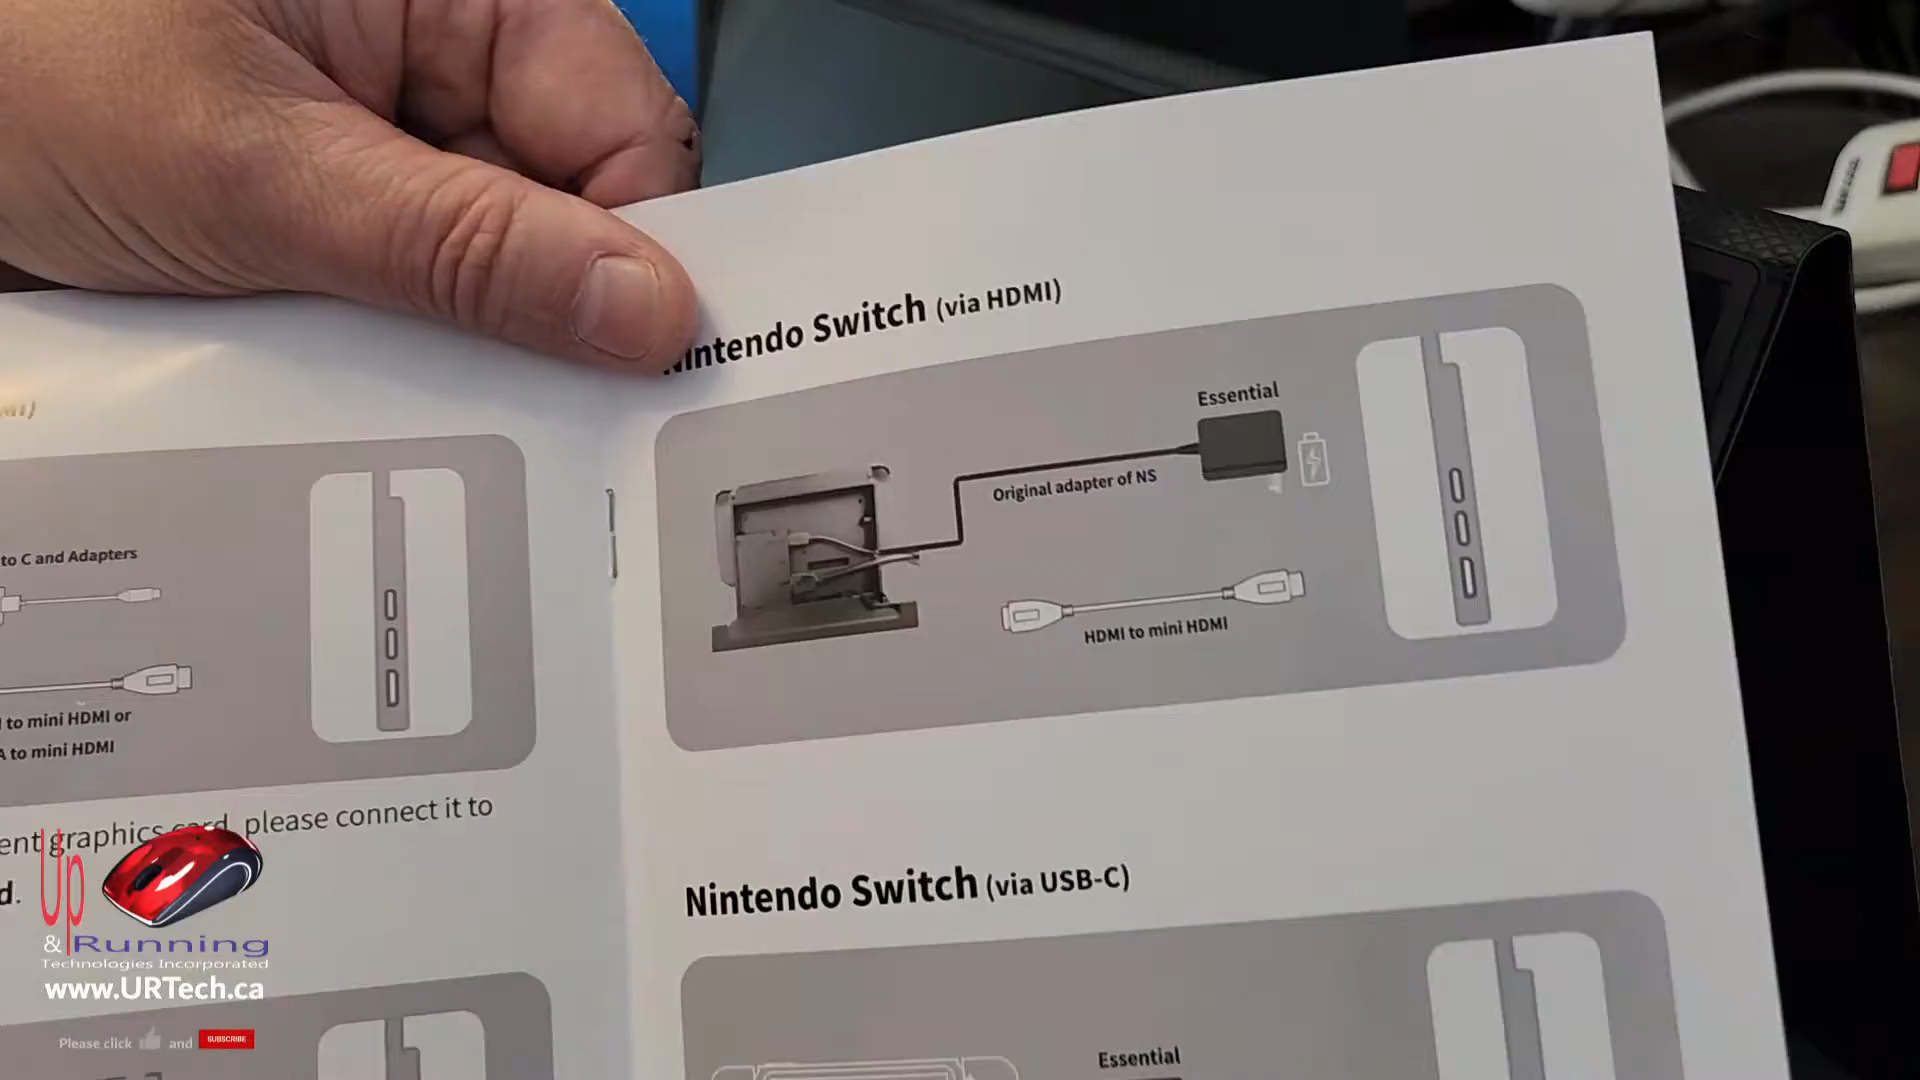 to C and Adapters
to mini HDMI or
A to mini HDMI
graphics card, please connect it to
d.
Nintendo Switch (via HDMI)
Essential
Original adapter of NS
HDMI to mini HDMI
Nintendo Switch (via USB-C)
Essential
Up
& Running
Technologies Incorporated
www.URTech.ca
Please click and SUBSCRIBE